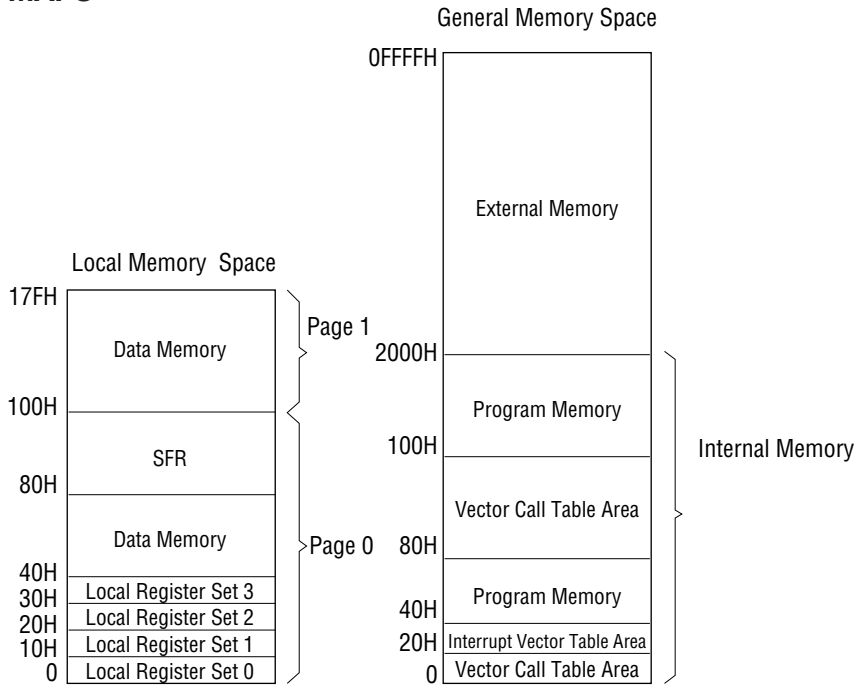 General Memory Space
0FFFFH
External Memory
2000H
Program Memory
100H
Vector Call Table Area
80H
Program Memory
40H
20H Interrupt Vector Table Area
0 Vector Call Table Area
Internal Memory
Local Memory Space
17FH
Data Memory
Page 1
100H
SFR
80H
Data Memory
Page 0
40H
Local Register Set 3
30H
Local Register Set 2
20H
Local Register Set 1
10H
Local Register Set 0
0